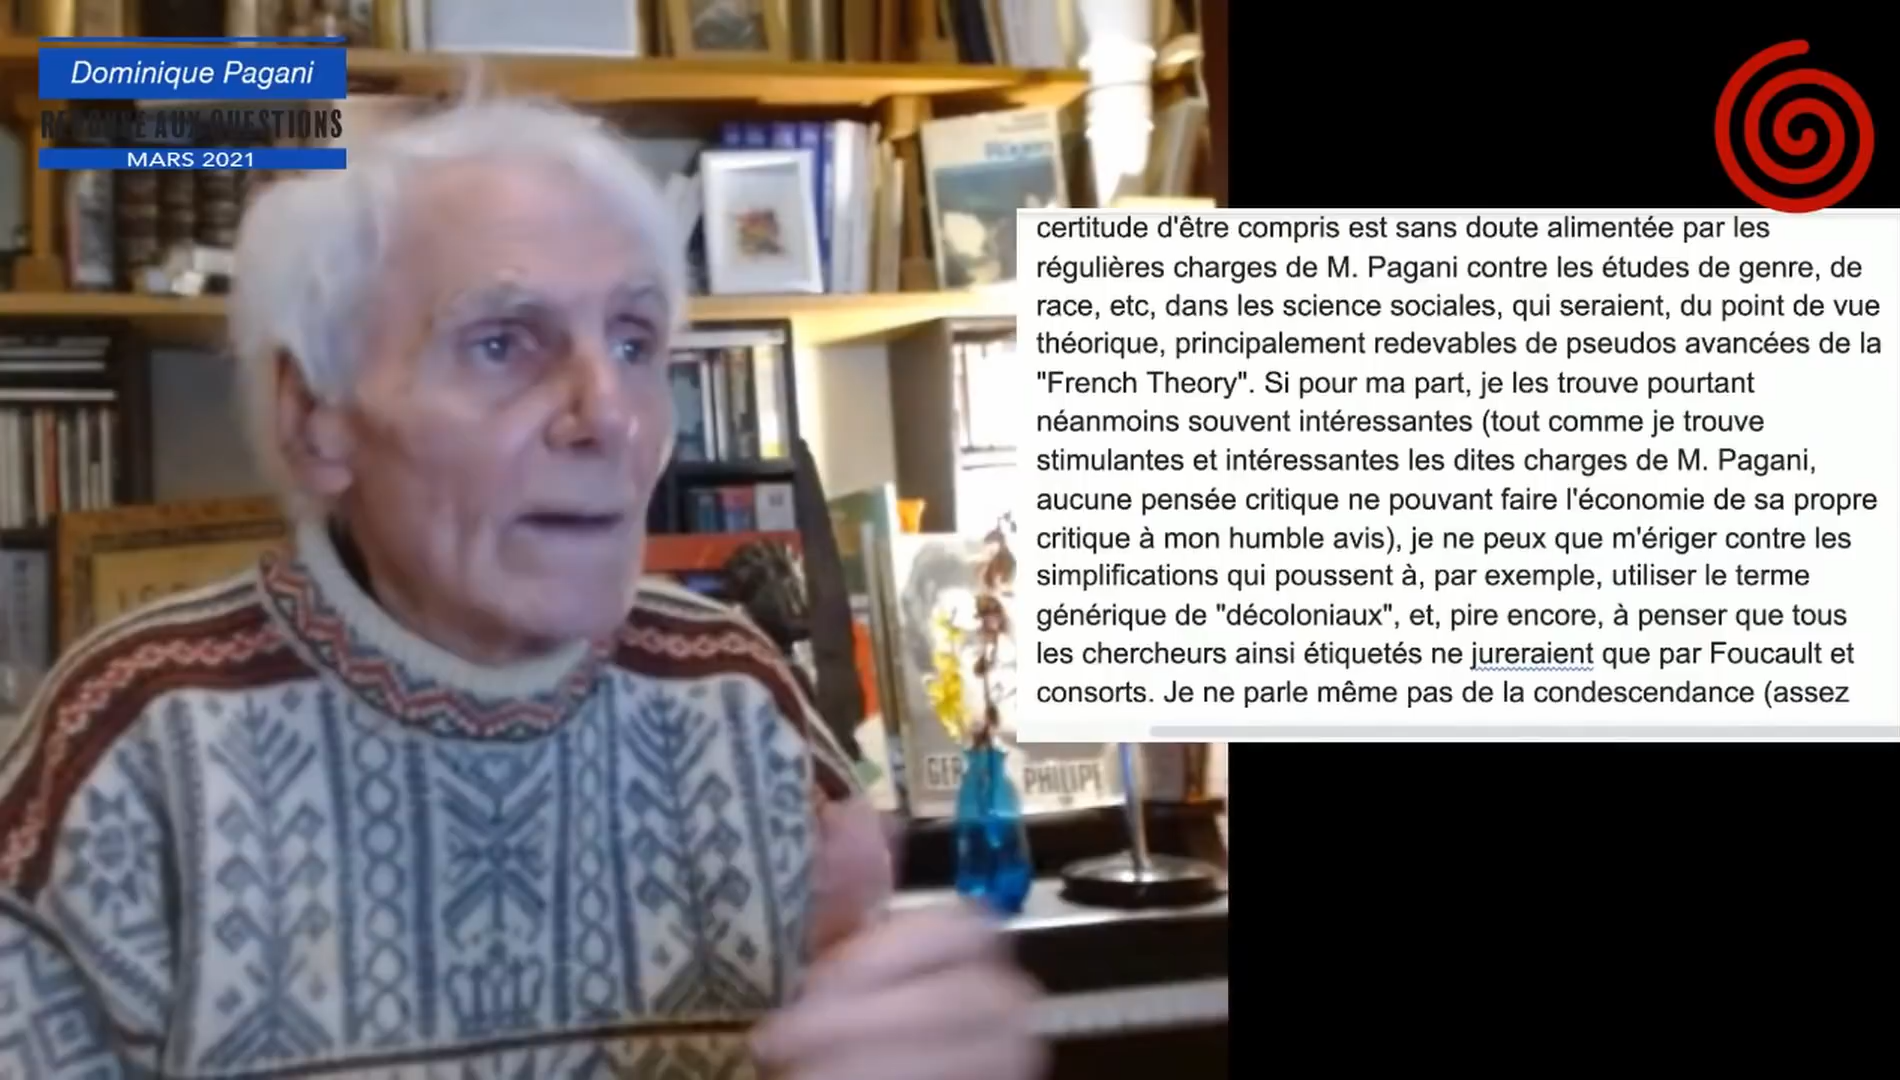 Dominique Pagani
RÉPONSE AUX QUESTIONS
MARS 2021
certitude d'être compris est sans doute alimentée par les
régulières charges de M. Pagani contre les études de genre, de
race, etc, dans les science sociales, qui seraient, du point de vue
théorique, principalement redevables de pseudos avancées de la
"French Theory". Si pour ma part, je les trouve pourtant
néanmoins souvent intéressantes (tout comme je trouve
stimulantes et intéressantes les dites charges de M. Pagani,
aucune pensée critique ne pouvant faire l'économie de sa propre
critique à mon humble avis), je ne peux que m'ériger contre les
simplifications qui poussent à, par exemple, utiliser le terme
générique de "décoloniaux", et, pire encore, à penser que tous
les chercheurs ainsi étiquetés ne jureraient que par Foucault et
consorts. Je ne parle même pas de la condescendance (assez
PHILIPE